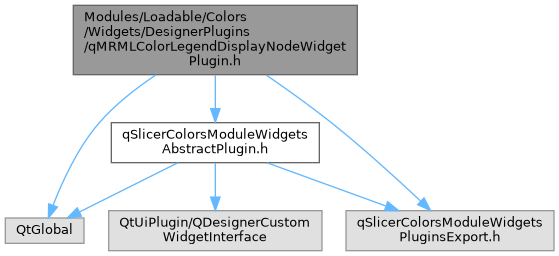 Modules/Loadable/Colors
/Widgets/DesignerPlugins
/qMRMLColorLegendDisplayNodeWidget
Plugin.h
qSlicerColorsModuleWidgets
AbstractPlugin.h
QtGlobal
QtUiPlugin/QDesignerCustom
WidgetInterface
qSlicerColorsModuleWidgets
PluginsExport.h